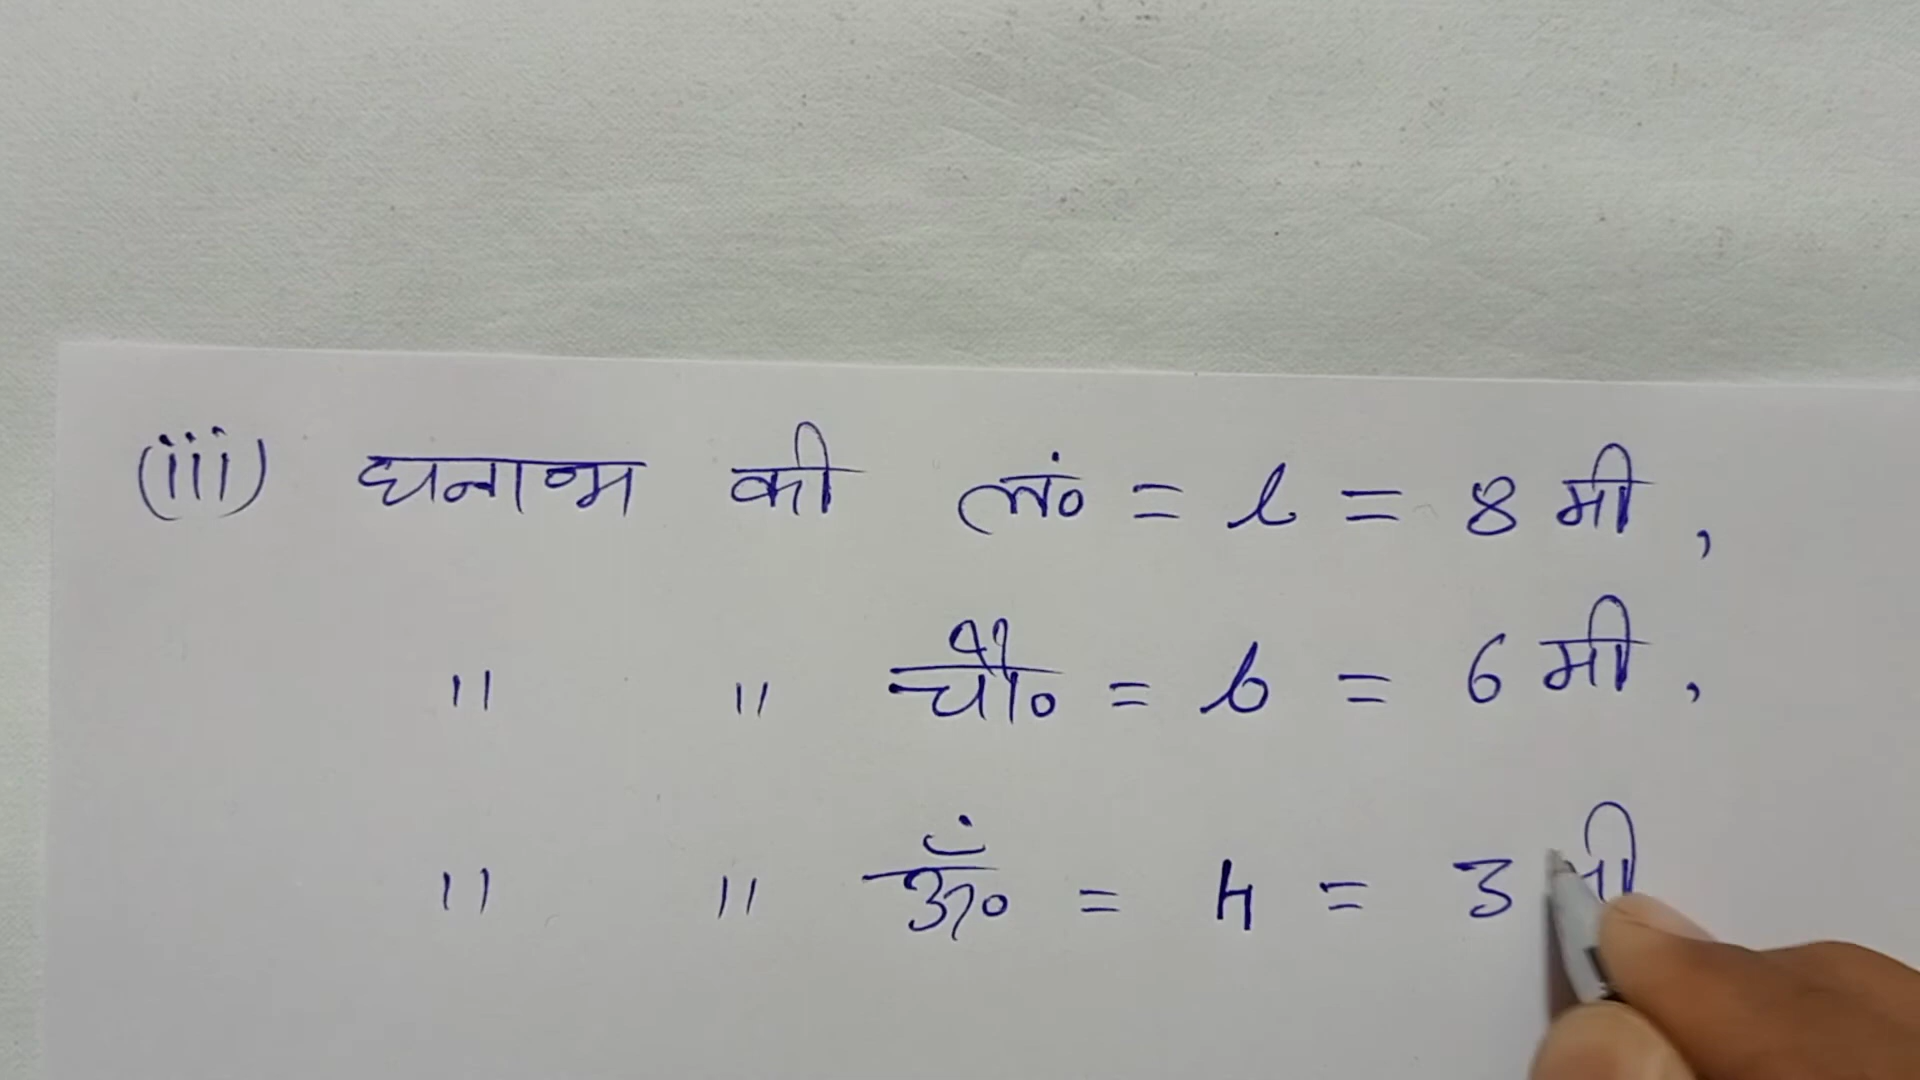 (iii) घनाभ की लं० = l = 8 मी,
" " चौ० = b = 6 मी,
" " ऊँ० = h = 3 मी